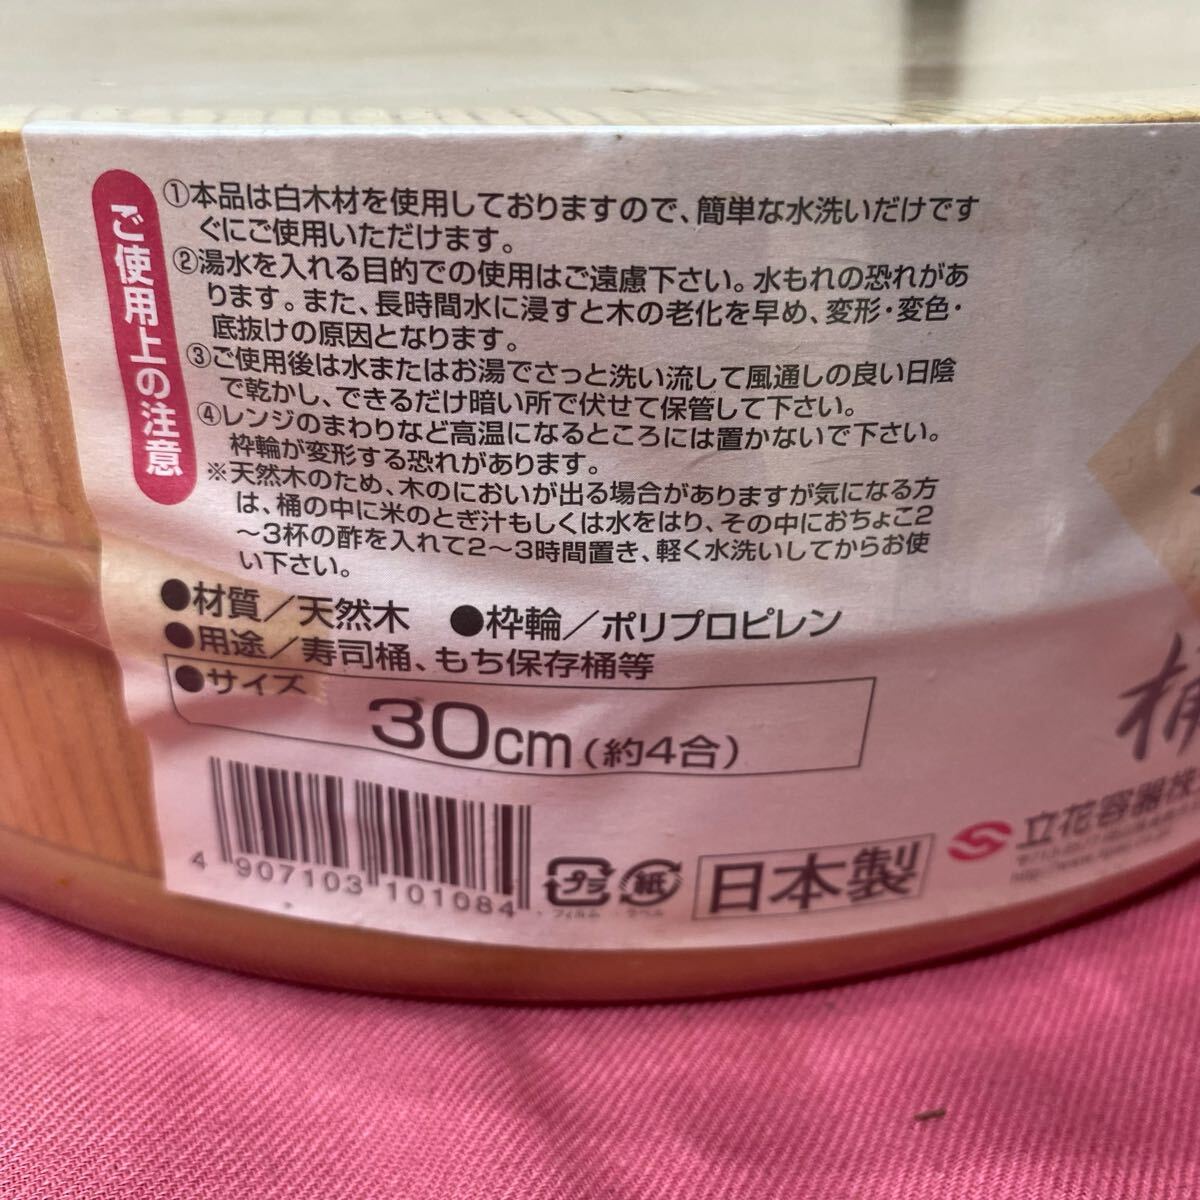 ご使用上の注意
①本品は白木材を使用しておりますので、簡単な水洗いだけです
ぐにご使用いただけます。
②湯水を入れる目的での使用はご遠慮下さい。水もれの恐れがあ
ります。また、長時間水に浸すと木の老化を早め、変形・変色・
底抜けの原因となります。
③ご使用後は水またはお湯でさっと洗い流して風通しの良い日陰
で乾かし、できるだけ暗い所で伏せて保管して下さい。
④レンジのまわりなど高温になるところには置かないで下さい。
枠輪が変形する恐れがあります。
※天然木のため、木のにおいが出る場合がありますが気になる方
は、桶の中に米のとぎ汁もしくは水をはり、その中におちょこ2
〜3杯の酢を入れて2〜3時間置き、軽く水洗いしてからお使
い下さい。
●材質／天然木 ●枠輪／ポリプロピレン
●用途／寿司桶、もち保存桶等
●サイズ
30cm(約4合)
4 907103 101084
プラ 紙
フィルム ラベル
日本製
桶
立花容器株